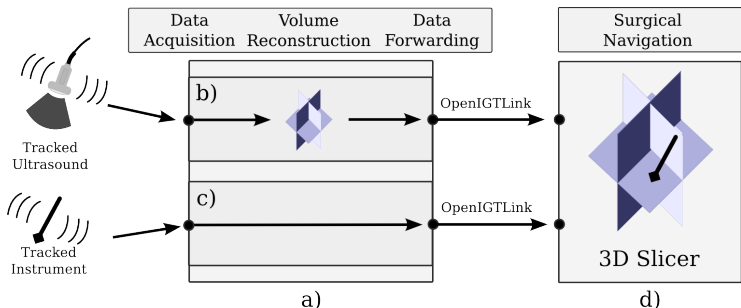 Data
Acquisition
Volume
Reconstruction
Data
Forwarding
Surgical
Navigation
b)
OpenIGTLink
Tracked
Ultrasound
c)
OpenIGTLink
Tracked
Instrument
3D Slicer
a)
d)